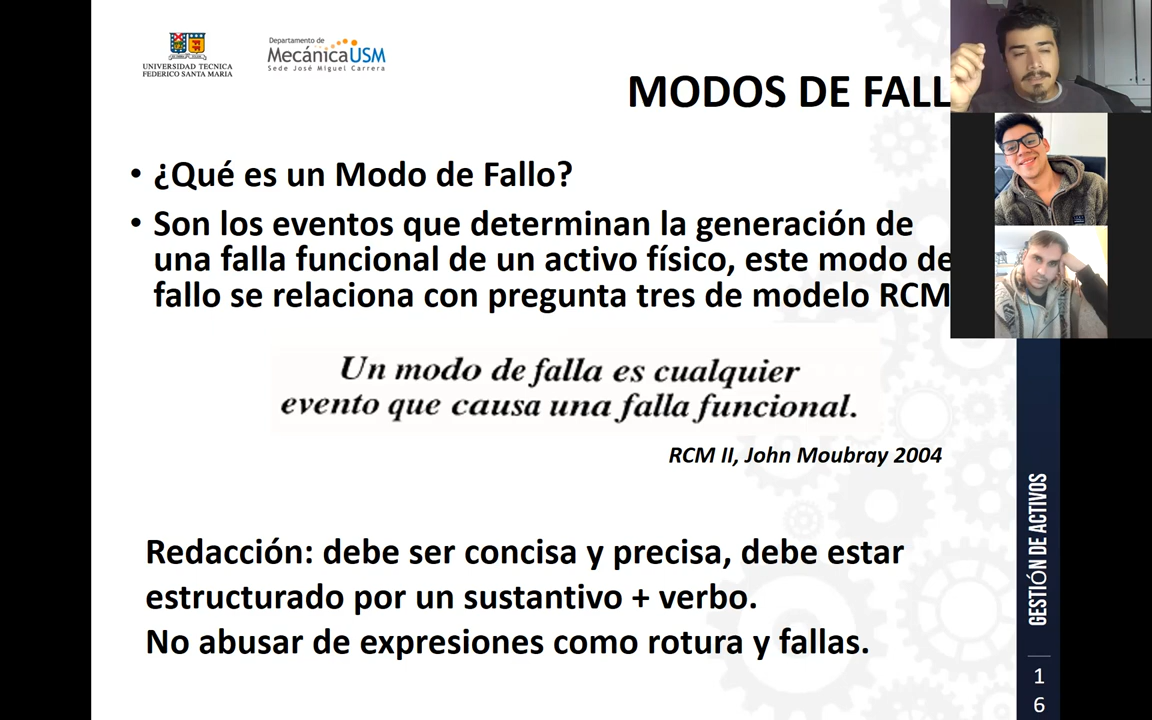 UNIVERSIDAD TECNICA
FEDERICO SANTA MARIA
Departamento de
MecánicaUSM
Sede José Miguel Carrera
MODOS DE FALL
• ¿Qué es un Modo de Fallo?
• Son los eventos que determinan la generación de
una falla funcional de un activo físico, este modo de
fallo se relaciona con pregunta tres de modelo RCM
Un modo de falla es cualquier
evento que causa una falla funcional.
RCM II, John Moubray 2004
Redacción: debe ser concisa y precisa, debe estar
estructurado por un sustantivo + verbo.
No abusar de expresiones como rotura y fallas.
GESTIÓN DE ACTIVOS
1
6